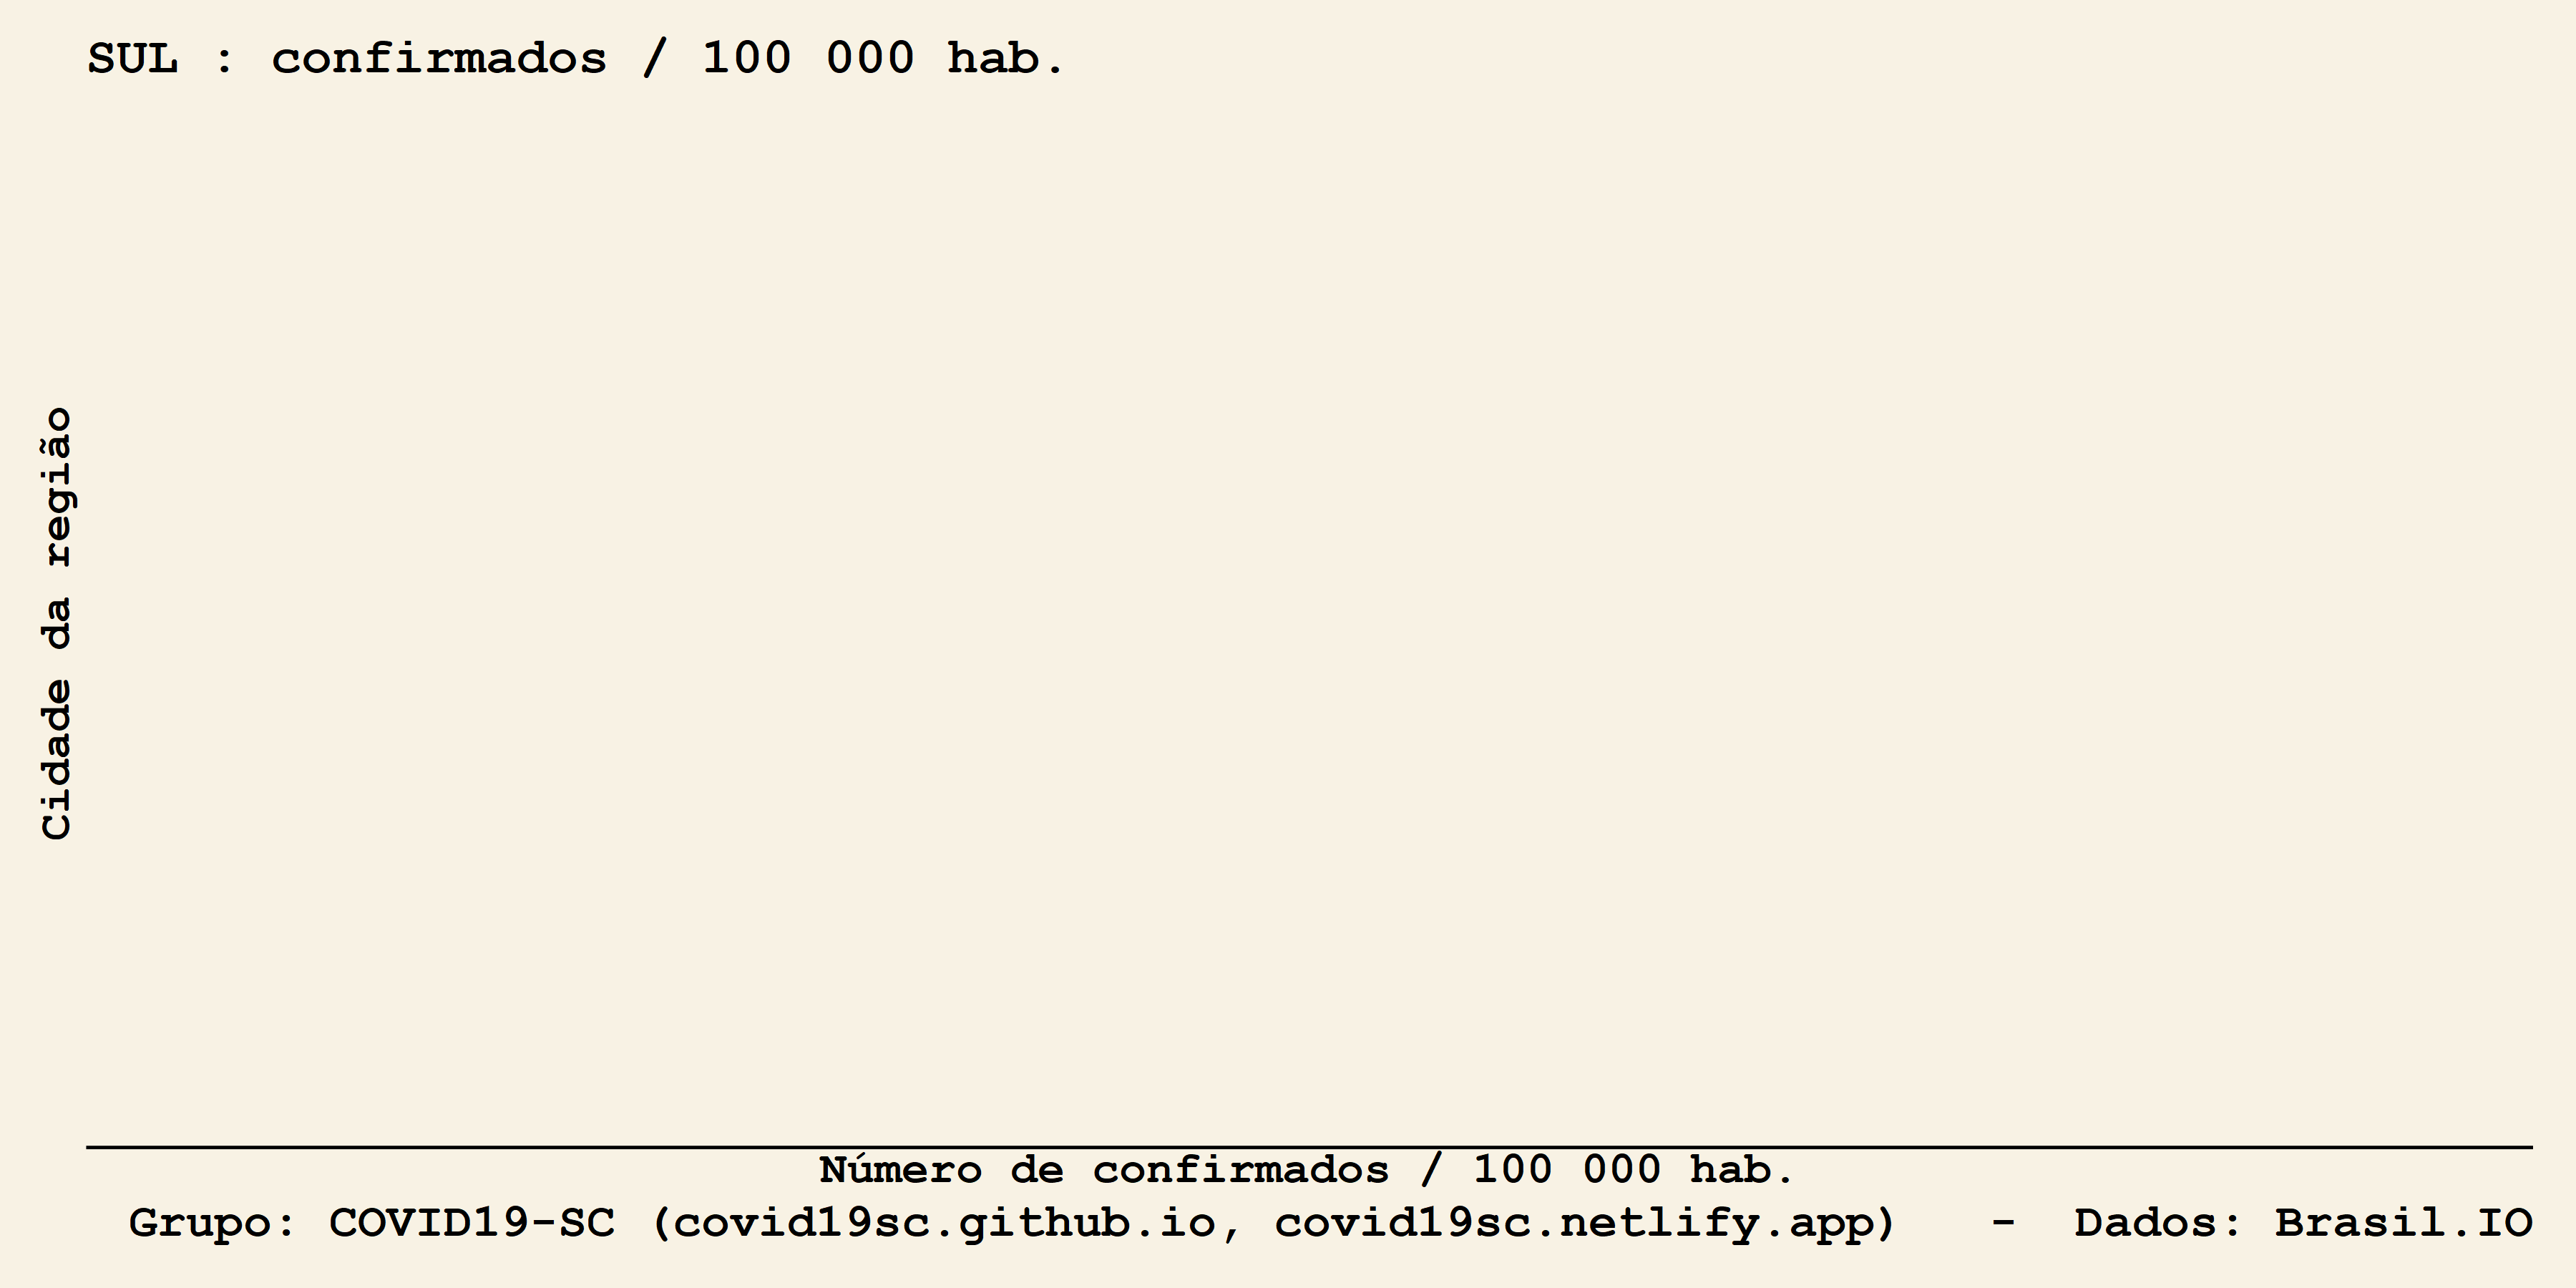 SUL : confirmados / 100 000 hab.
Cidade da região
Número de confirmados / 100 000 hab.
Grupo: COVID19-SC (covid19sc.github.io, covid19sc.netlify.app) - Dados: Brasil.IO